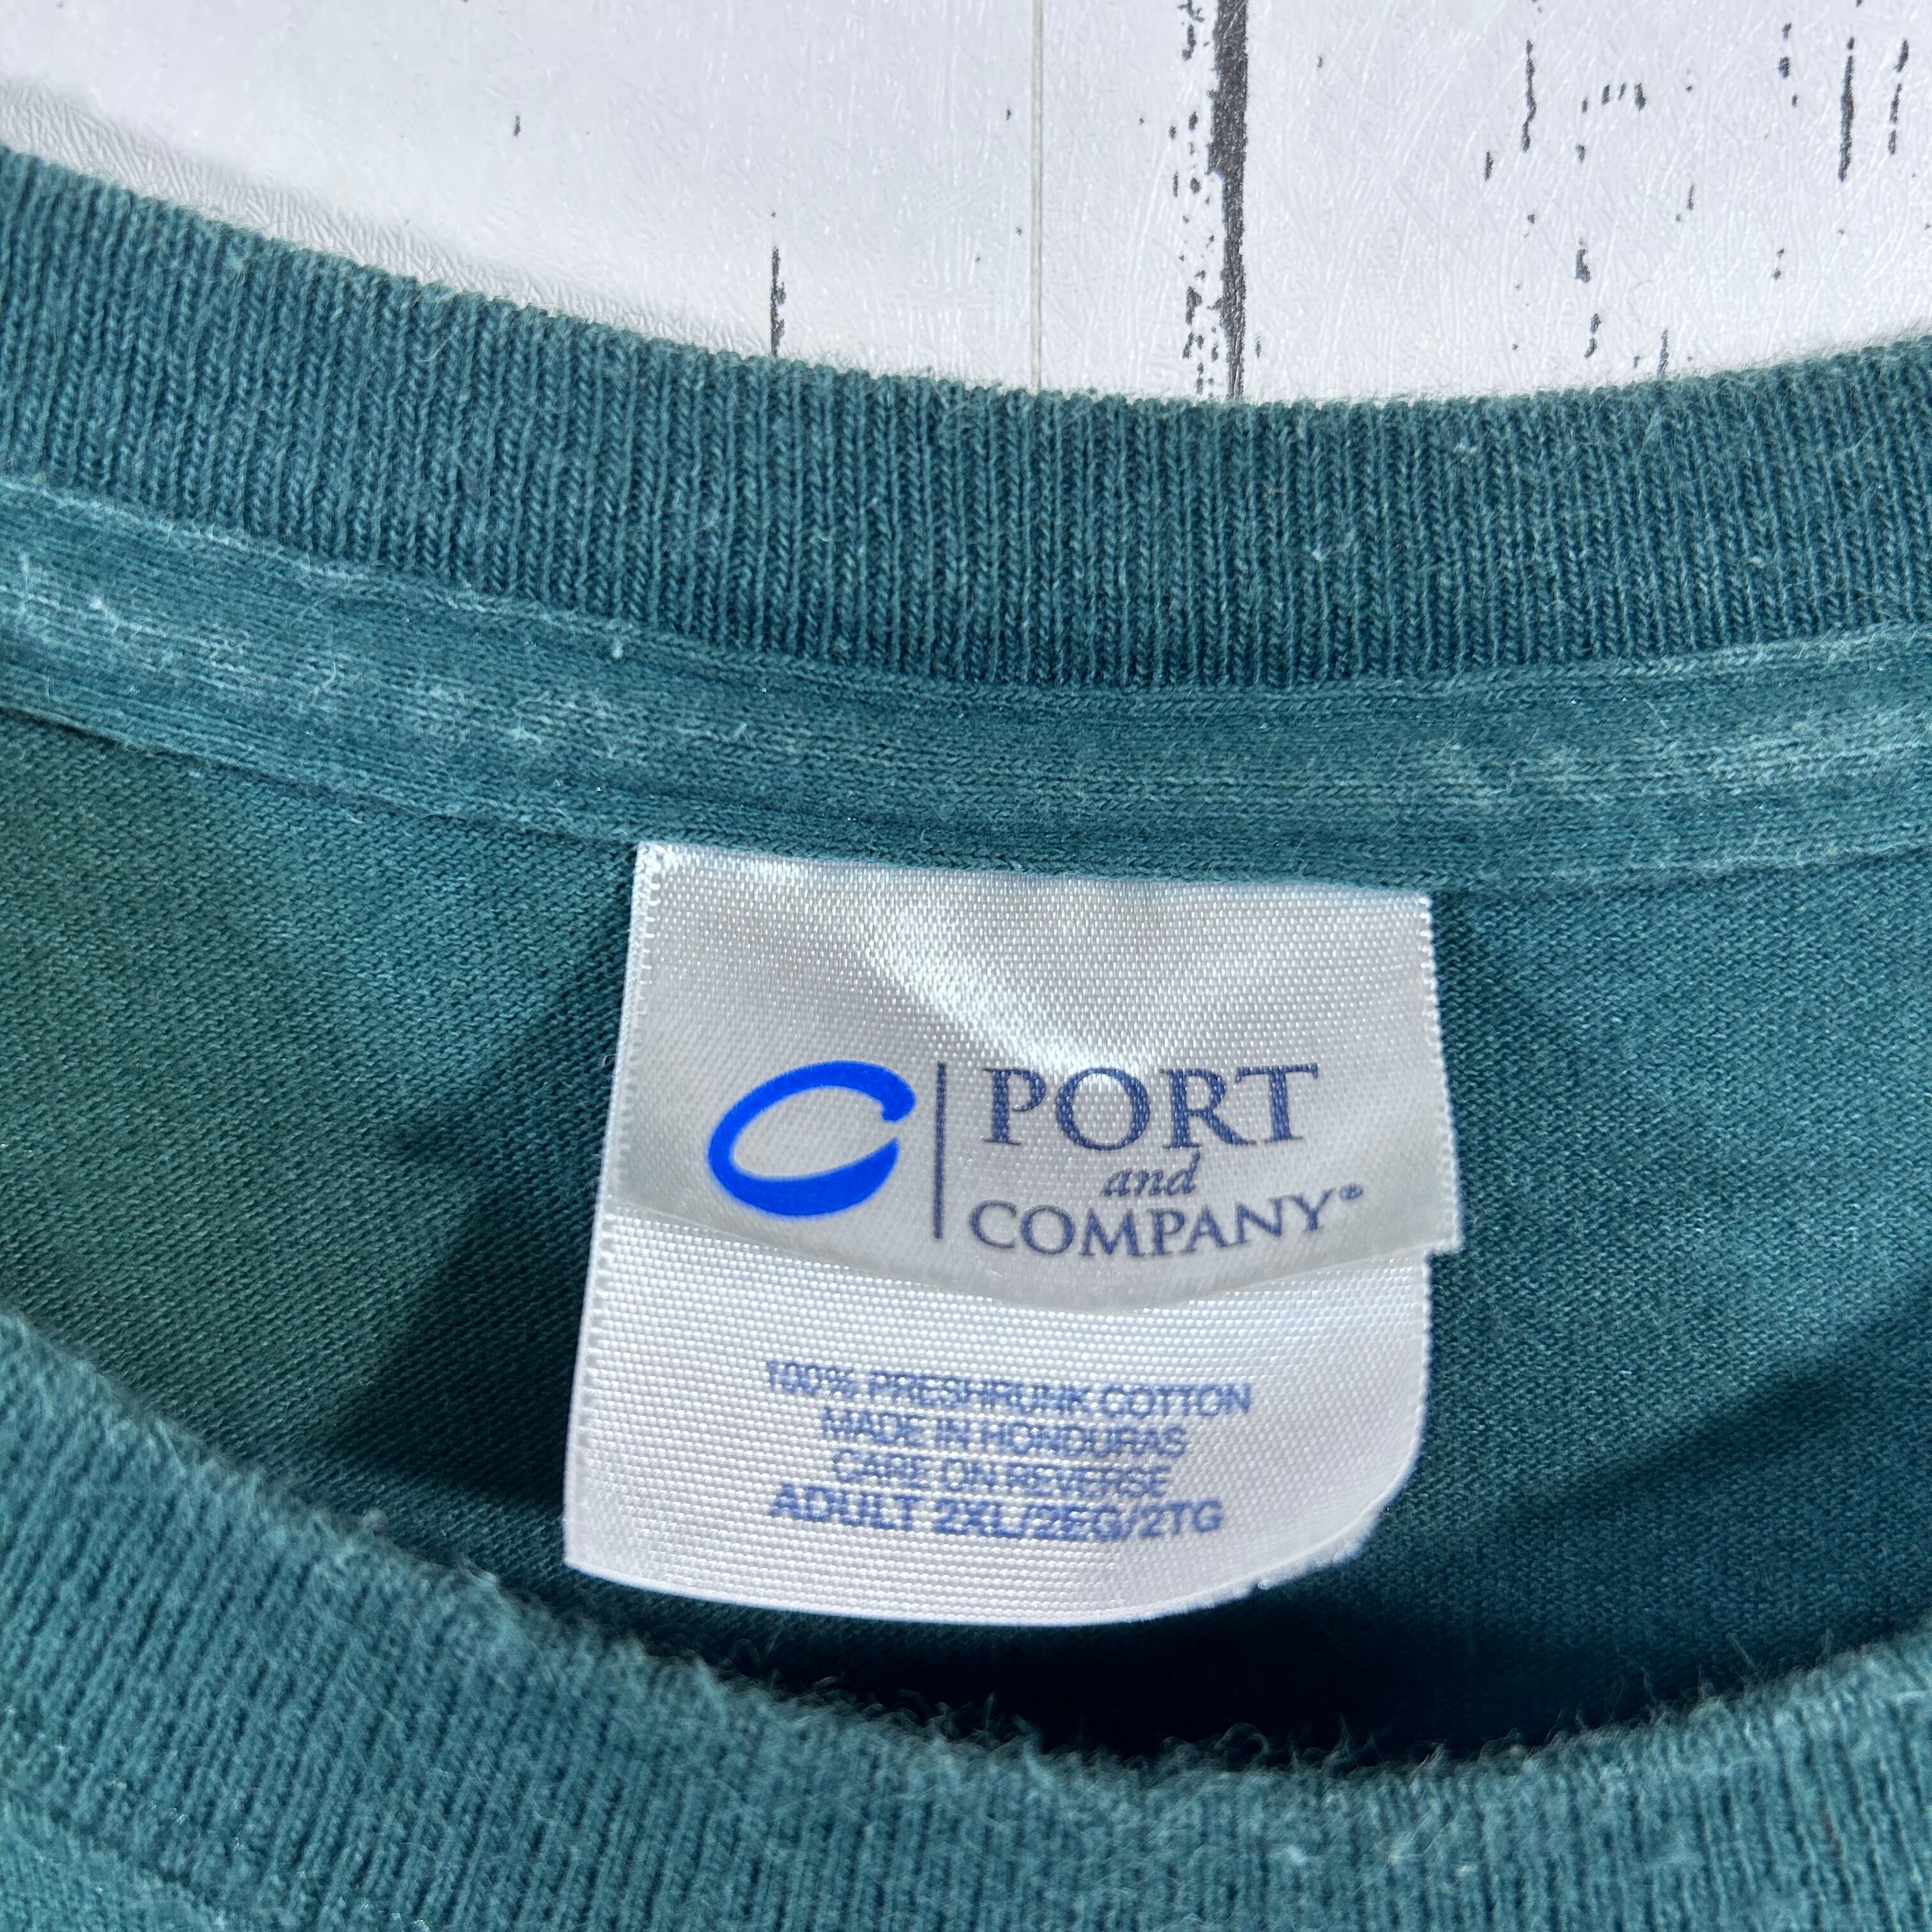 PORT
and
COMPANY®
100% PRESHRUNK COTTON
MADE IN HONDURAS
CARE ON REVERSE
ADULT 2XL/2EG/2TG